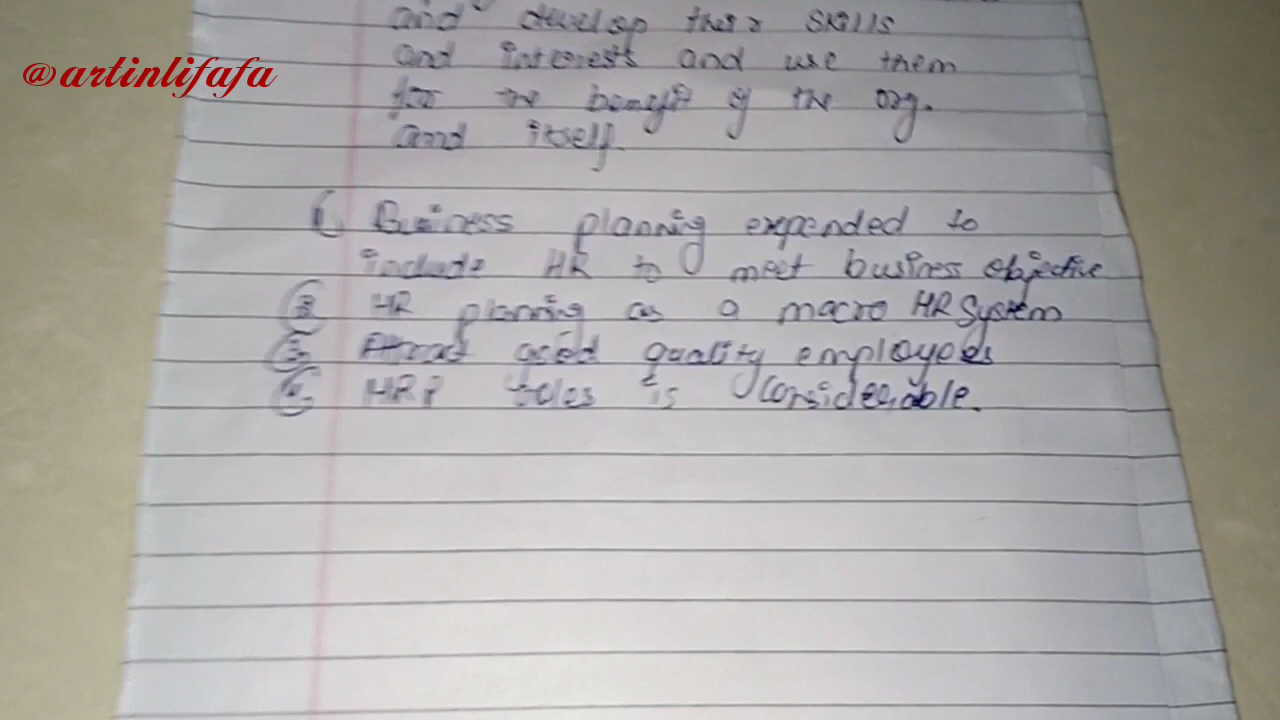 @artinlifafa
and develop their skills
and interests and use them
for the benefit of the org.
and itself.
1 Business planning expended to
include HR to meet business objective
2 HR planning as a macro HR System
3 Attract good quality employees
4 HRP is considerable.